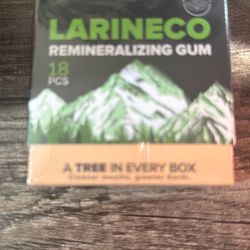 LARINECO
REMINERALIZING GUM
18
PCS
A TREE IN EVERY BOX
Cleaner mouths, greener Earth.